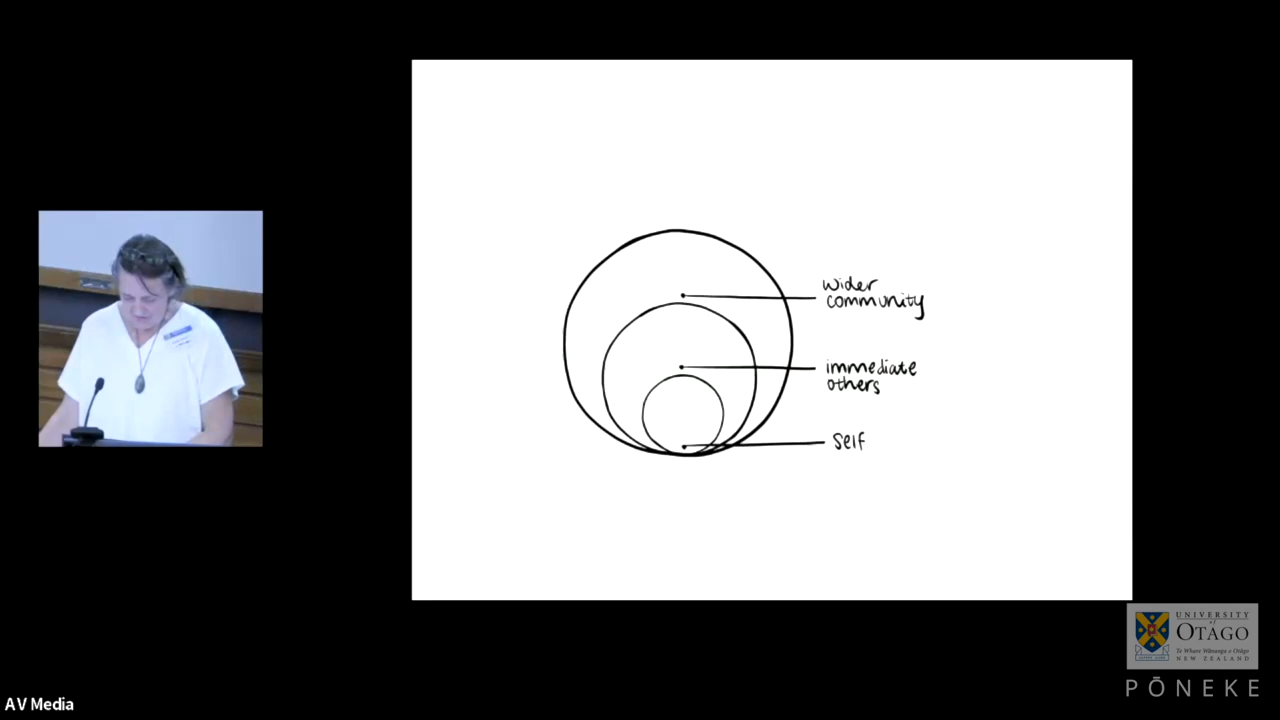 wider
community
immediate
others
self
UNIVERSITY
of
OTAGO
Te Whare Wānanga o Otāgo
NEW ZEALAND
PŌNEKE
AV Media